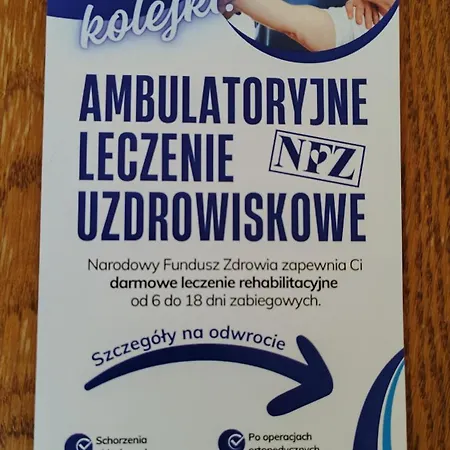 kolejki!
AMBULATORYJNE
LECZENIE
NFZ
UZDROWISKOWE
Narodowy Fundusz Zdrowia zapewnia Ci
darmowe leczenie rehabilitacyjne
od 6 do 18 dni zabiegowych.
Szczegóły na odwrocie
Schorzenia
Po operacjach
ortopedycznych